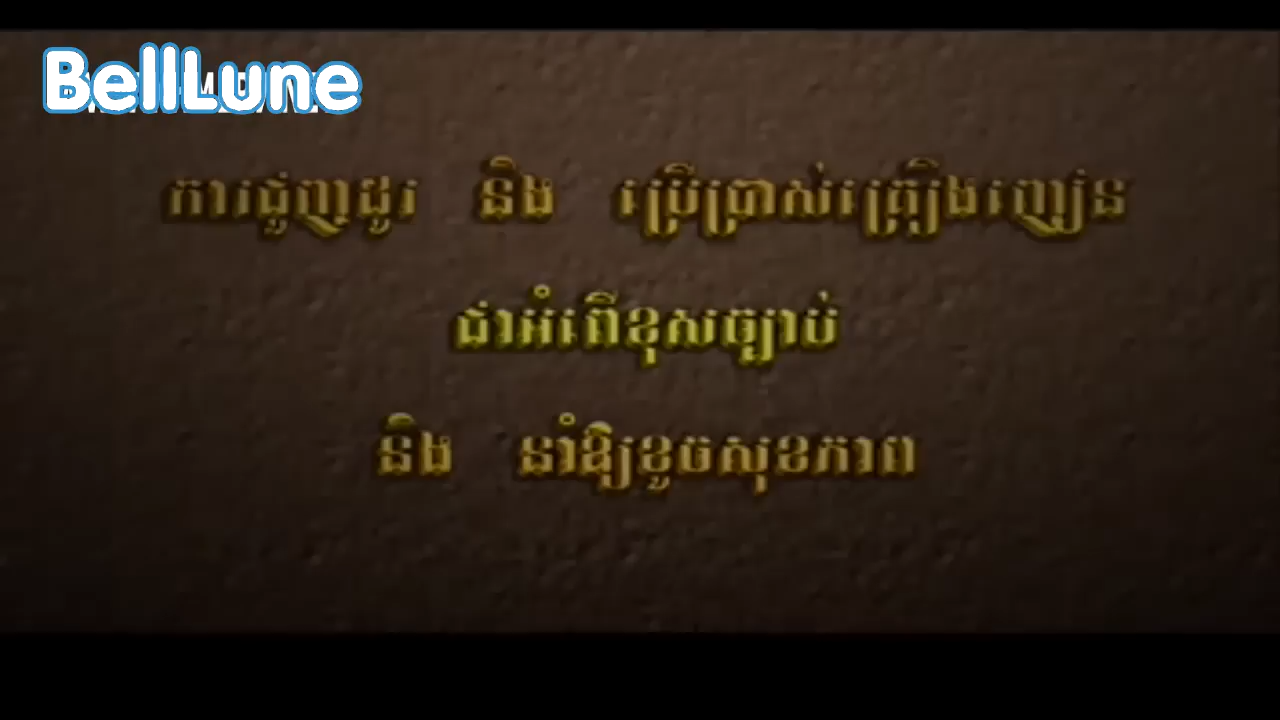 BellLune
ការជួញដូរ និង ប្រើប្រាស់គ្រឿងញៀន
ជាអំពើខុសច្បាប់
និង នាំឱ្យខូចសុខភាព